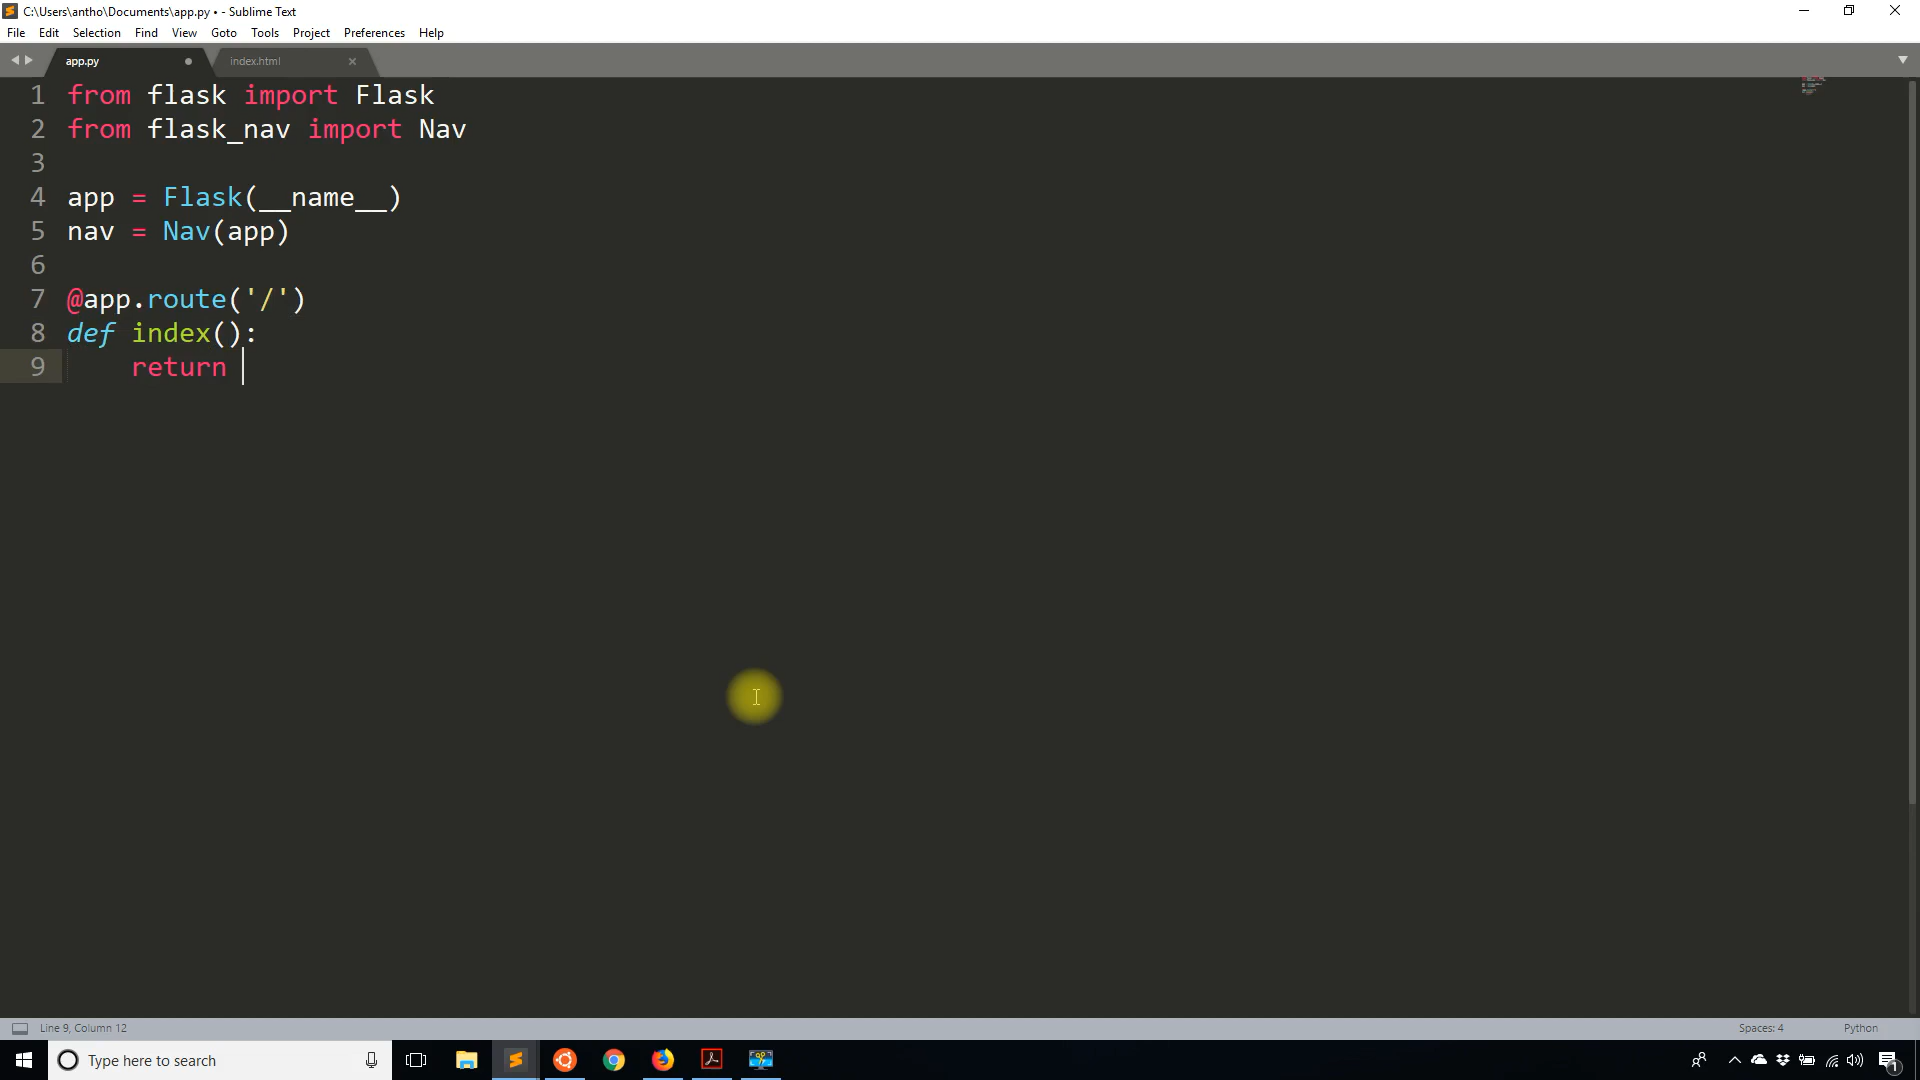 C:\Users\antho\Documents\app.py • - Sublime Text
File Edit Selection Find View Goto Tools Project Preferences Help
app.py index.html
1 from flask import Flask
2 from flask_nav import Nav
3
4 app = Flask(__name__)
5 nav = Nav(app)
6
7 @app.route('/')
8 def index():
9 return
Line 9, Column 12 Spaces: 4 Python
Type here to search 1